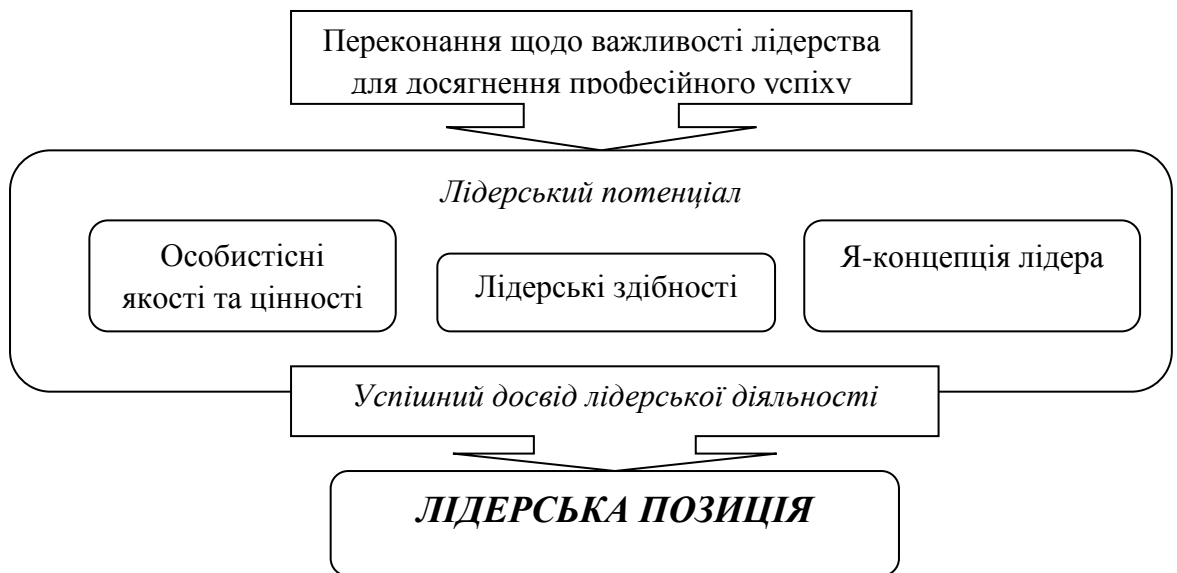 Переконання щодо важливості лідерства
для досягнення професійного успіху
Лідерський потенціал
Особистісні
якості та цінності
Лідерські здібності
Я-концепція лідера
Успішний досвід лідерської діяльності
ЛІДЕРСЬКА ПОЗИЦІЯ